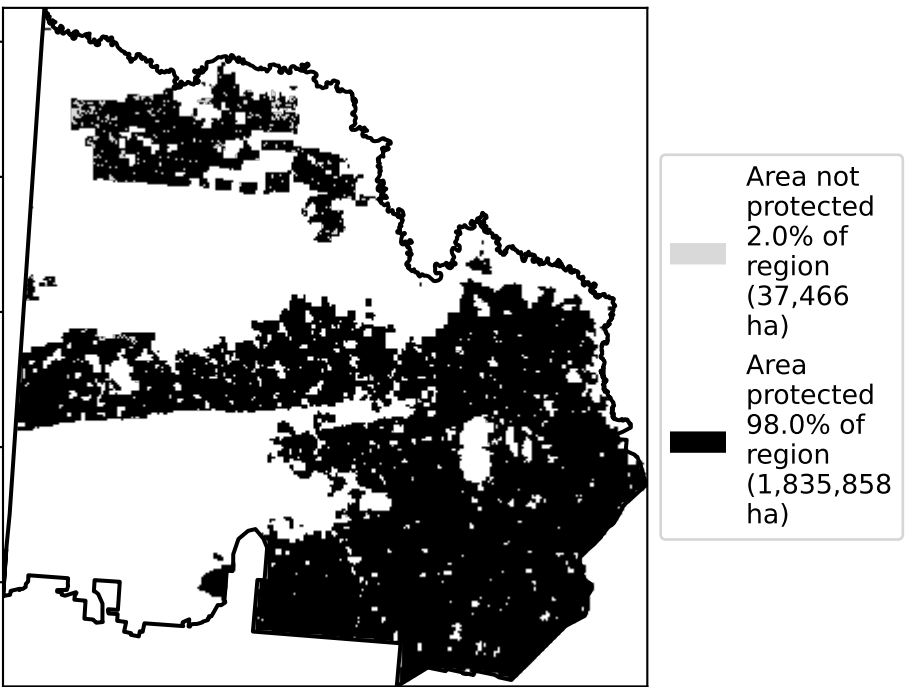 Area not
protected
2.0% of
region
(37,466
ha)
Area
protected
98.0% of
region
(1,835,858
ha)